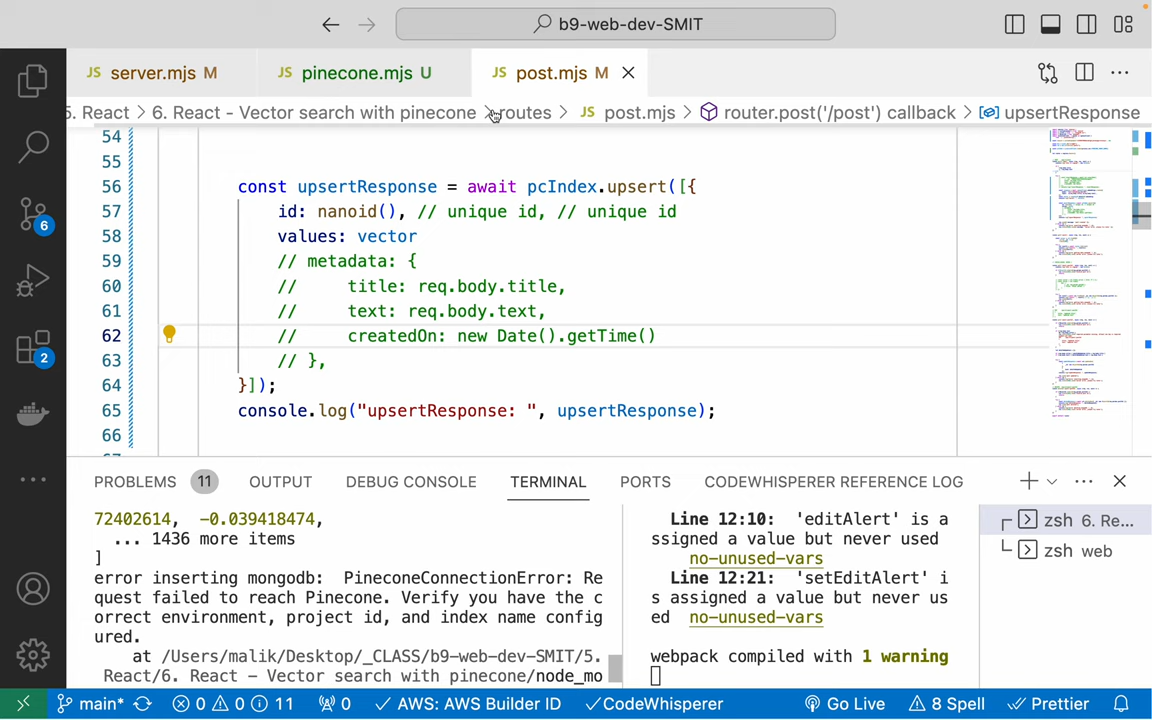 b9-web-dev-SMIT
JS server.mjs M
JS pinecone.mjs U
JS post.mjs M
5. React > 6. React - Vector search with pinecone > routes > JS post.mjs > router.post('/post') callback > upsertResponse
54
55
56 const upsertResponse = await pcIndex.upsert([{
57 id: nanoid(), // unique id, // unique id
58 values: vector
59 // metadata: {
60 // title: req.body.title,
61 // text: req.body.text,
62 // createdOn: new Date().getTime()
63 // },
64 }]);
65 console.log("upsertResponse: ", upsertResponse);
66
6
2
PROBLEMS 11 OUTPUT DEBUG CONSOLE TERMINAL PORTS CODEWHISPERER REFERENCE LOG
72402614, -0.039418474,
... 1436 more items
]
error inserting mongodb: PineconeConnectionError: Re
quest failed to reach Pinecone. Verify you have the c
orrect environment, project id, and index name config
ured.
at /Users/malik/Desktop/_CLASS/b9-web-dev-SMIT/5.
React/6. React - Vector search with pinecone/node_mo
Line 12:10: 'editAlert' is a
ssigned a value but never used
no-unused-vars
Line 12:21: 'setEditAlert' i
s assigned a value but never us
ed no-unused-vars
webpack compiled with 1 warning
zsh 6. Re...
zsh web
main* 0 0 11 0 AWS: AWS Builder ID CodeWhisperer Go Live 8 Spell Prettier